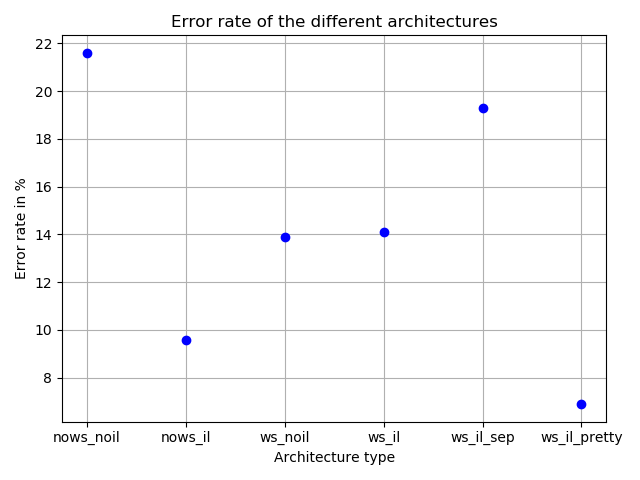 Error rate of the different architectures
Error rate in %
22
20
18
16
14
12
10
8
nows_noil nows_il ws_noil ws_il ws_il_sep ws_il_pretty
Architecture type